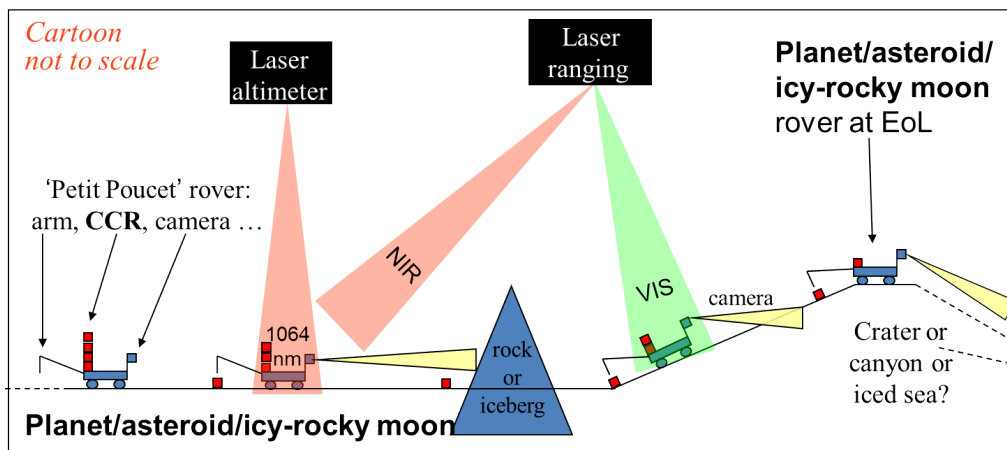 Cartoon
not to scale
Laser
altimeter
Laser
ranging
Planet/asteroid/
icy-rocky moon
rover at EoL
‘Petit Poucet’ rover:
arm, CCR, camera …
NIR
VIS
camera
1064
nm
rock
or
iceberg
Crater or
canyon or
iced sea?
Planet/asteroid/icy-rocky moon